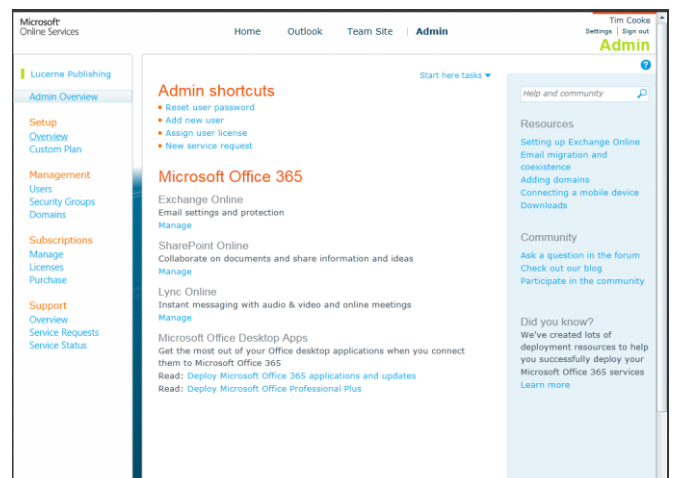 Microsoft®
Online Services
Home Outlook Team Site | Admin
Tim Cooke
Settings | Sign out
Admin
Lucerne Publishing
Admin Overview
Setup
Overview
Custom Plan
Management
Users
Security Groups
Domains
Subscriptions
Manage
Licenses
Purchase
Support
Overview
Service Requests
Service Status
Start here tasks
Admin shortcuts
Reset user password
Add new user
Assign user license
New service request
Microsoft Office 365
Exchange Online
Email settings and protection
Manage
SharePoint Online
Collaborate on documents and share information and ideas
Manage
Lync Online
Instant messaging with audio & video and online meetings
Manage
Microsoft Office Desktop Apps
Get the most out of your Office desktop applications when you connect
them to Microsoft Office 365
Read: Deploy Microsoft Office 365 applications and updates
Read: Deploy Microsoft Office Professional Plus
?
Help and community
Resources
Setting up Exchange Online
Email migration and
coexistence
Adding domains
Connecting a mobile device
Downloads
Community
Ask a question in the forum
Check out our blog
Participate in the community
Did you know?
We've created lots of
deployment resources to help
you successfully deploy your
Microsoft Office 365 services
Learn more